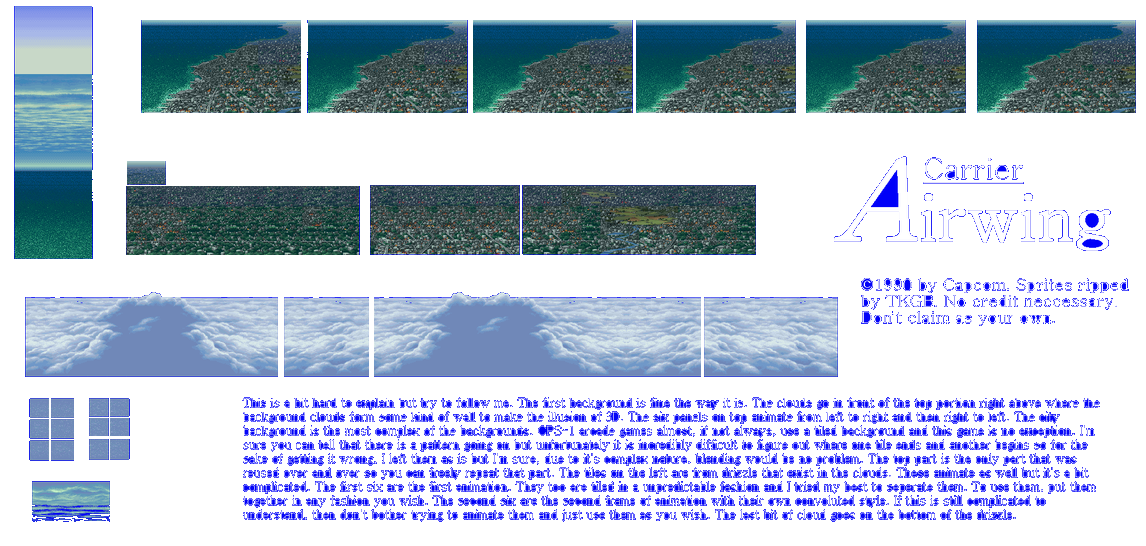 Carrier
Airwing
©1990 by Capcom. Sprites ripped
by TKGH. No credit neccessary.
Don't claim as your own.
This is a bit hard to explain but try to follow me. The first background is fine the way it is. The clouds go in front of the top portion right above where the
background clouds form some kind of wall to make the illusion of 3D. The six panels on top animate from left to right and then right to left. The city
background is the most complex of the backgrounds. CPS-1 arcade games almost, if not always, use a tiled background and this game is no exception. I'm
sure you can tell that there is a pattern going on but unfortunately it is incredibly difficult to figure out where one tile ends and another begins so for the
sake of getting it wrong, I left them as is but I'm sure, due to it's complex nature, blending would be no problem. The top part is the only part that was
reused over and over so you can freely repeat that part. The tiles on the left are from drizzle that exist in the clouds. These animate as well but it's a bit
complicated. The first six are the first animation. They too are tiled in a unpredictable fashion and I tried my best to seperate them. To use them, put them
together in any fashion you wish. The second six are the second frame of animation with their own convoluted style. If this is still complicated to
understand, then don't bother trying to animate them and just use them as you wish. The last bit of cloud goes on the bottom of the drizzle.